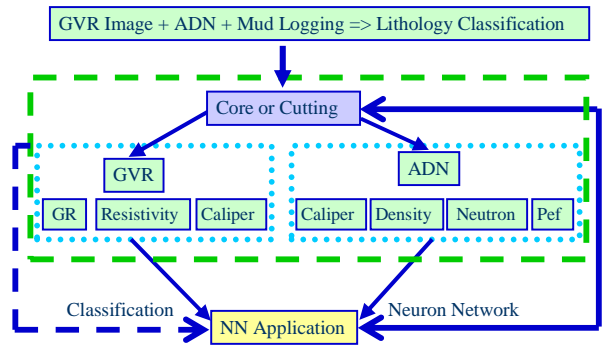 GVR Image + ADN + Mud Logging => Lithology Classification
Core or Cutting
GVR
ADN
GR Resistivity Caliper Caliper Density Neutron Pef
Classification Neuron Network
NN Application